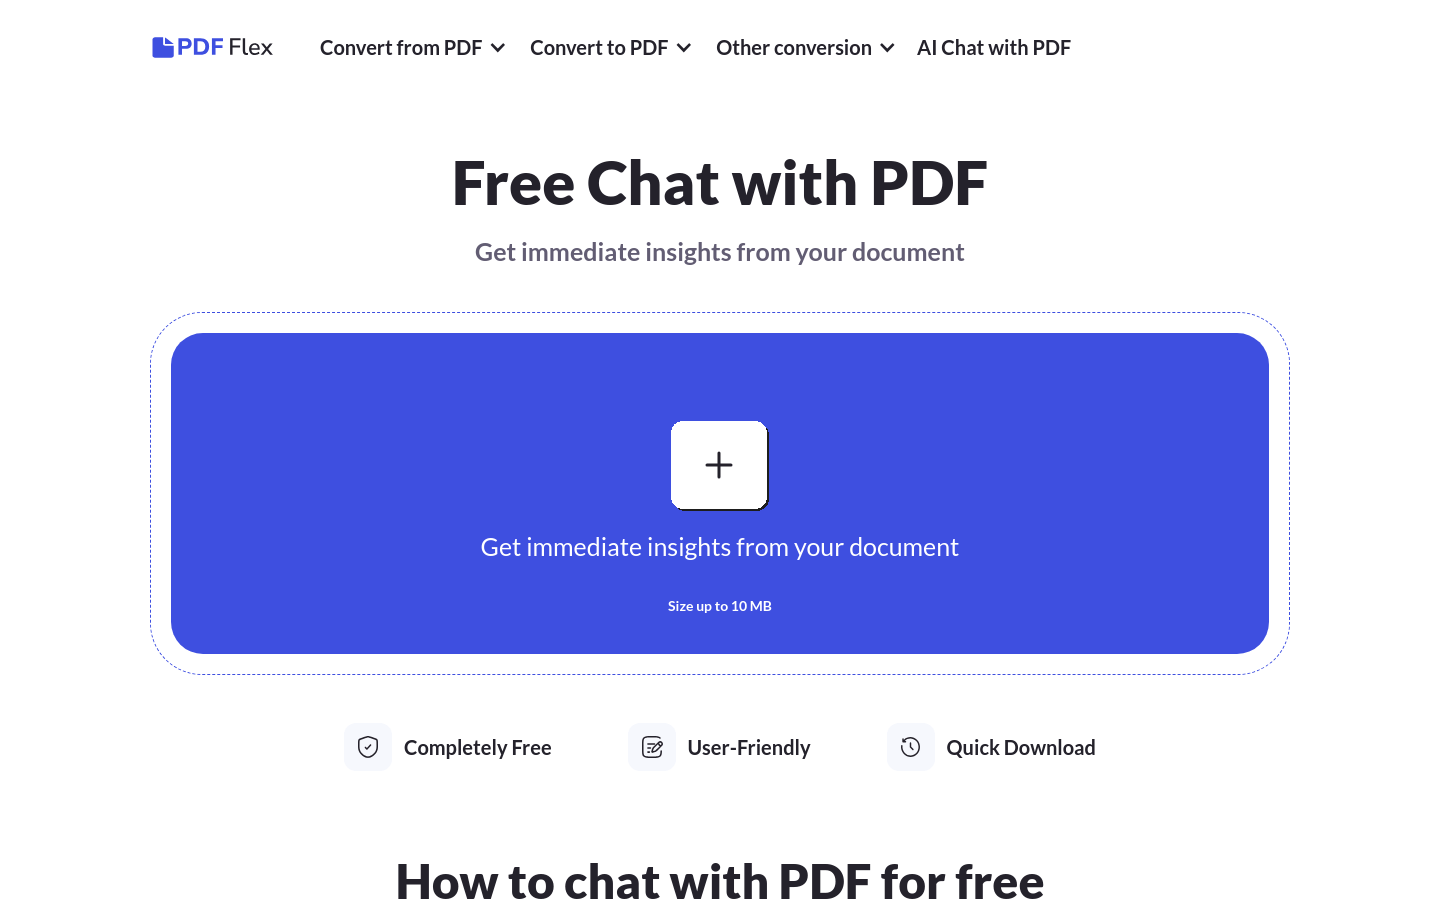 PDF Flex
Convert from PDF
Convert to PDF
Other conversion
AI Chat with PDF
Free Chat with PDF
Get immediate insights from your document
Get immediate insights from your document
Size up to 10 MB
Completely Free
User-Friendly
Quick Download
How to chat with PDF for free